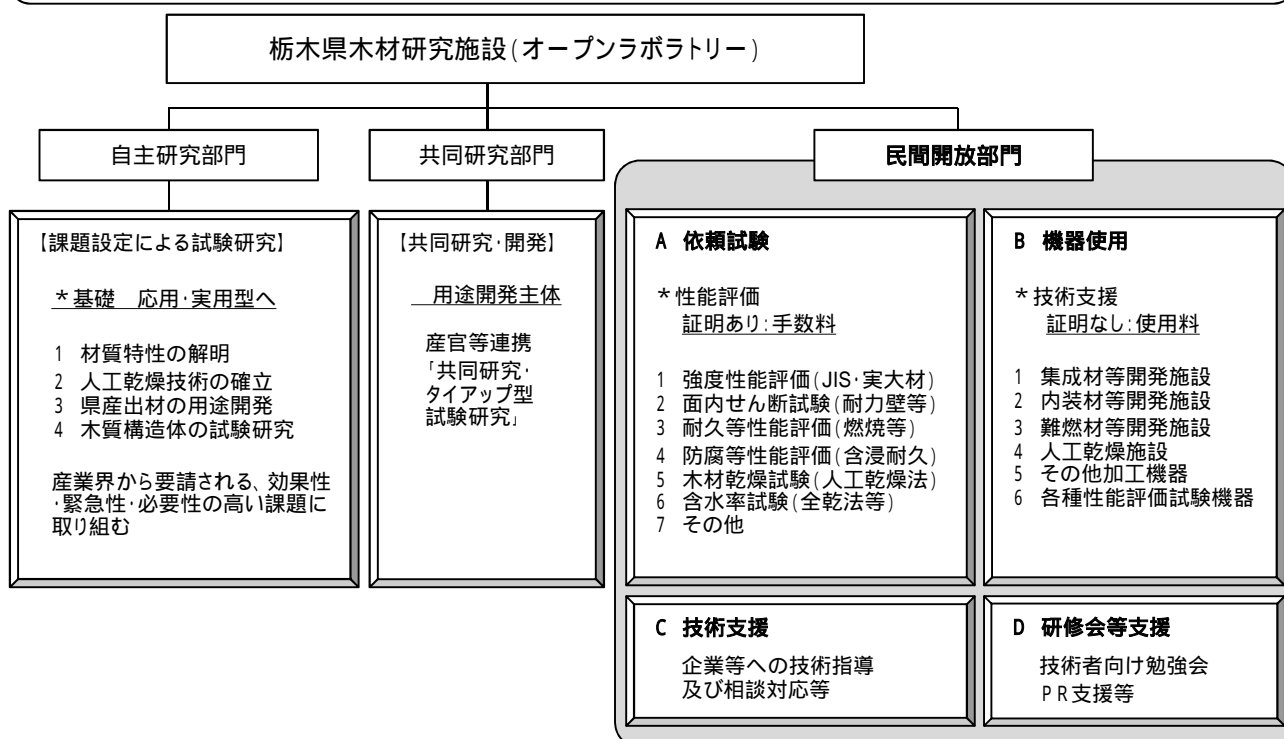 栃木県木材研究施設(オープンラボラトリー)
自主研究部門
共同研究部門
民間開放部門
【課題設定による試験研究】
*基礎　応用・実用型へ
1 材質特性の解明
2 人工乾燥技術の確立
3 県産出材の用途開発
4 木質構造体の試験研究
産業界から要請される、効果性
・緊急性・必要性の高い課題に
取り組む
【共同研究・開発】
用途開発主体
産官等連携
「共同研究・
タイアップ型
試験研究」
A 依頼試験
*性能評価
証明あり:手数料
1 強度性能評価(JIS・実大材)
2 面内せん断試験(耐力壁等)
3 耐久等性能評価(燃焼等)
4 防腐等性能評価(含浸耐久)
5 木材乾燥試験(人工乾燥法)
6 含水率試験(全乾法等)
7 その他
B 機器使用
*技術支援
証明なし:使用料
1 集成材等開発施設
2 内装材等開発施設
3 難燃材等開発施設
4 人工乾燥施設
5 その他加工機器
6 各種性能評価試験機器
C 技術支援
企業等への技術指導
及び相談対応等
D 研修会等支援
技術者向け勉強会
PR支援等